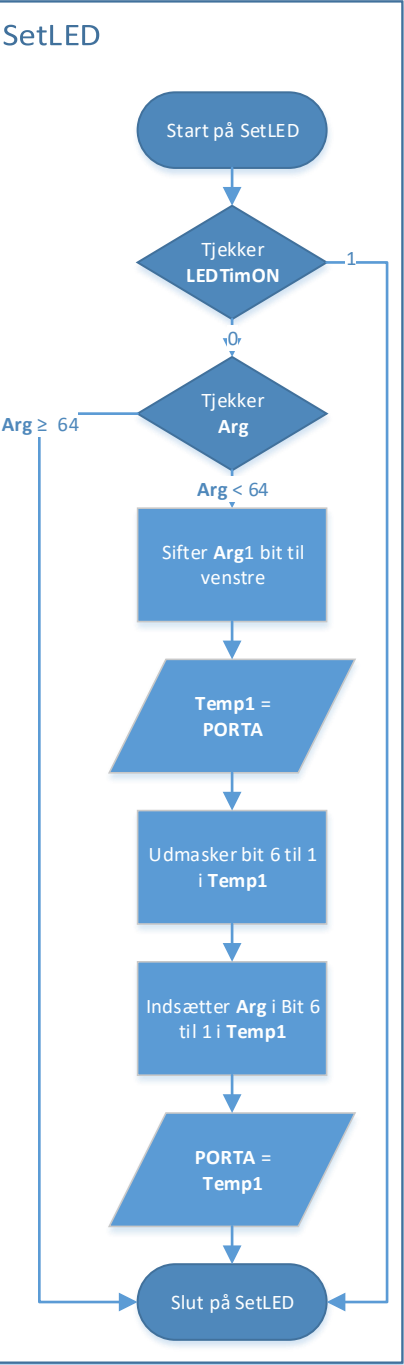 SetLED
Start på SetLED
Tjekker
LEDTimON
1
0
Tjekker
Arg
Arg ≥ 64
Arg < 64
Sifter Arg1 bit til
venstre
Temp1 =
PORTA
Udmasker bit 6 til 1
i Temp1
Indsætter Arg i Bit 6
til 1 i Temp1
PORTA =
Temp1
Slut på SetLED